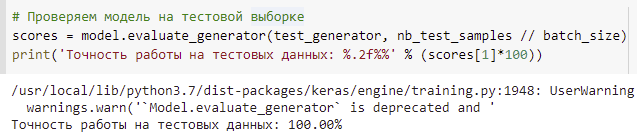 # Проверяем модель на тестовой выборке
scores = model.evaluate_generator(test_generator, nb_test_samples // batch_size)
print('Точность работы на тестовых данных: %.2f%%' % (scores[1]*100))
/usr/local/lib/python3.7/dist-packages/keras/engine/training.py:1948: UserWarning
warnings.warn('`Model.evaluate_generator` is deprecated and '
Точность работы на тестовых данных: 100.00%